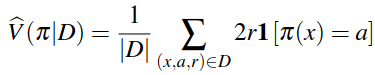 V̂(π|D) = 1/|D| ∑_{(x,a,r)∈D} 2r𝟏[π(x) = a]